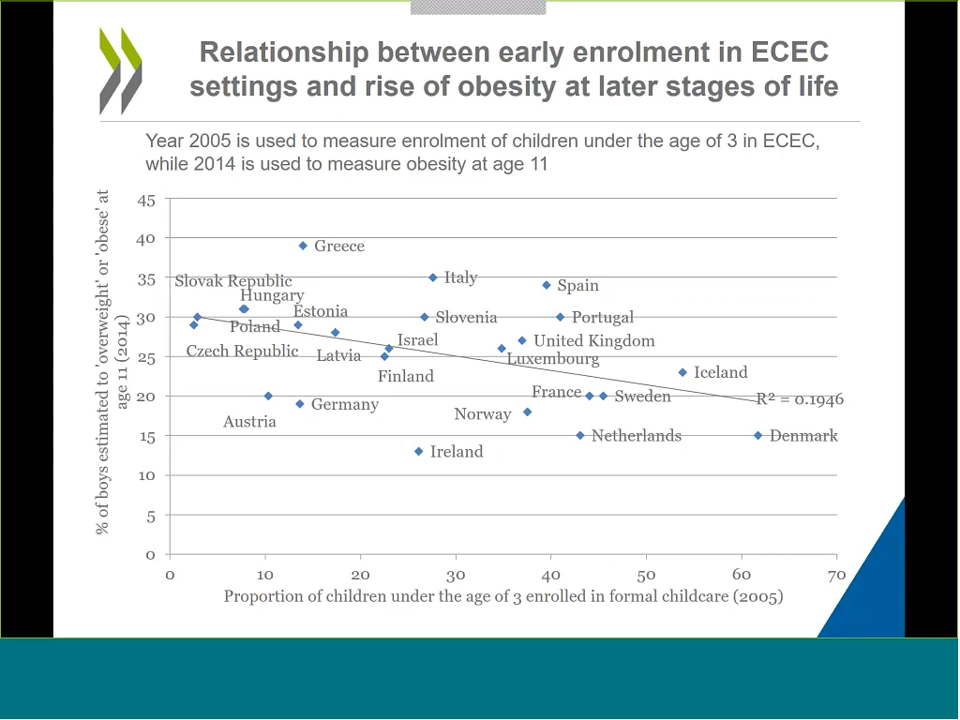 Relationship between early enrolment in ECEC
settings and rise of obesity at later stages of life
Year 2005 is used to measure enrolment of children under the age of 3 in ECEC,
while 2014 is used to measure obesity at age 11
% of boys estimated to 'overweight' or 'obese' at
age 11 (2014)
45
40
35
30
25
20
15
10
5
0
Greece
Slovak Republic
Italy
Spain
Hungary
Estonia
Slovenia
Portugal
Poland
Israel
United Kingdom
Czech Republic
Latvia
Luxembourg
Finland
Iceland
France
Sweden
R² = 0.1946
Germany
Norway
Austria
Netherlands
Denmark
Ireland
0 10 20 30 40 50 60 70
Proportion of children under the age of 3 enrolled in formal childcare (2005)